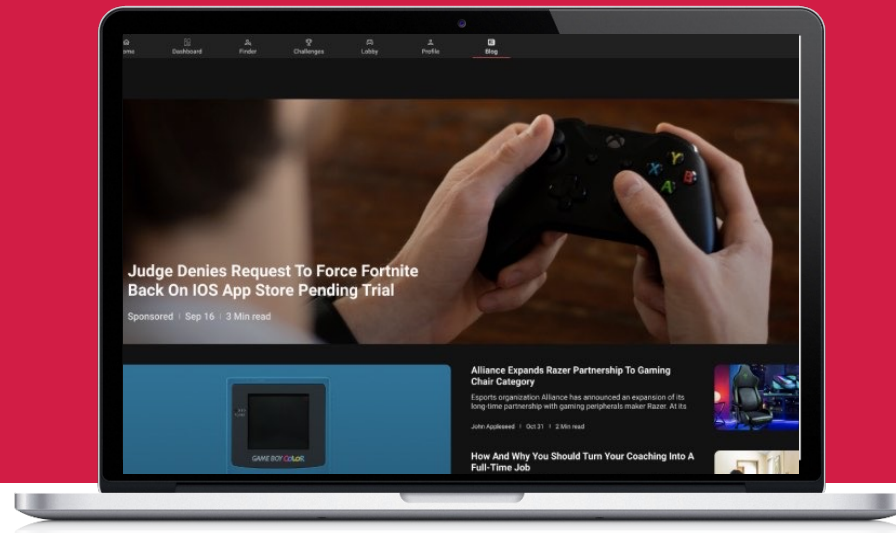 ome
Dashboard
Finder
Challenges
Lobby
Profile
Blog
X
Y
B
A
Judge Denies Request To Force Fortnite
Back On IOS App Store Pending Trial
Sponsored | Sep 16 | 3 Min read
GAME BOY COLOR
Alliance Expands Razer Partnership To Gaming
Chair Category
Esports organization Alliance has announced an expansion of its
long-time partnership with gaming peripherals maker Razer. At its
John Appleseed | Oct 31 | 2 Min read
How And Why You Should Turn Your Coaching Into A
Full-Time Job